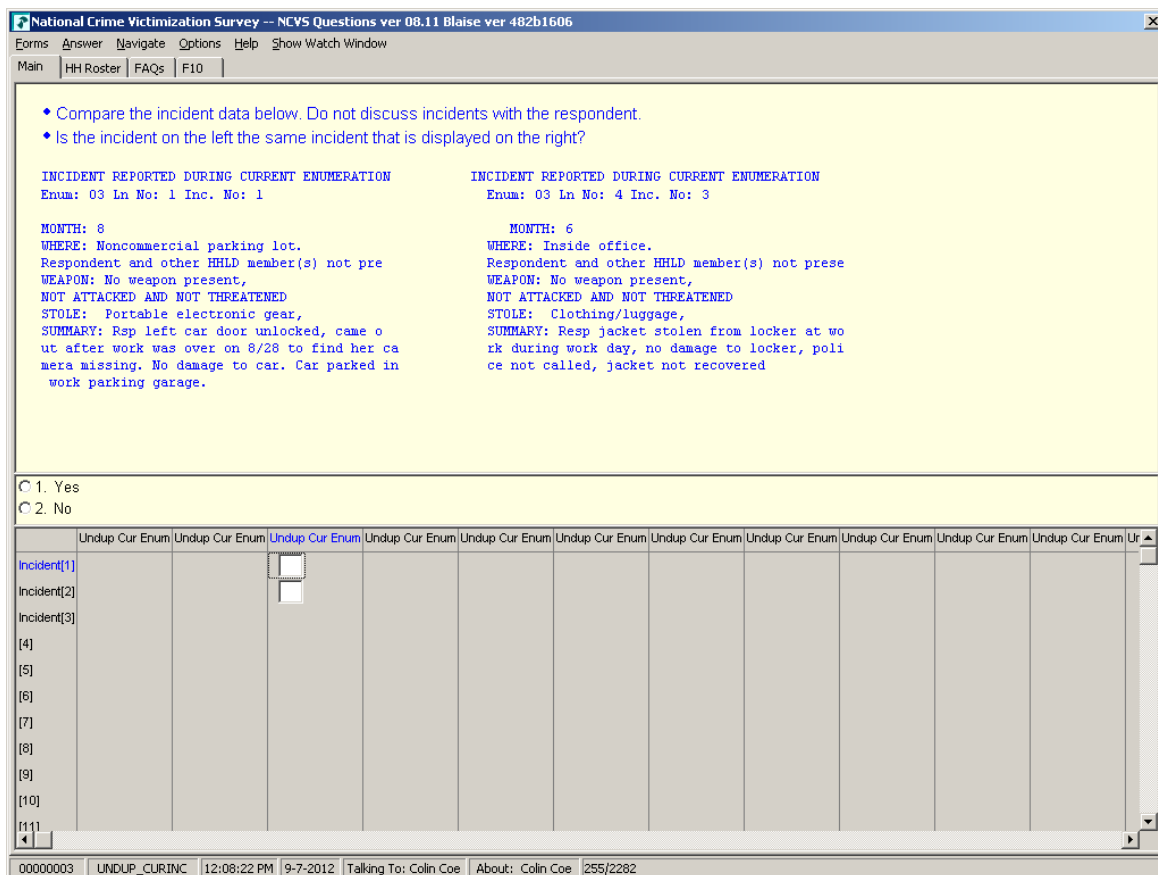 National Crime Victimization Survey -- NCVS Questions ver 08.11 Blaise ver 482b1606
Forms Answer Navigate Options Help Show Watch Window
Main HH Roster FAQs F10
• Compare the incident data below. Do not discuss incidents with the respondent.
• Is the incident on the left the same incident that is displayed on the right?
INCIDENT REPORTED DURING CURRENT ENUMERATION
Enum: 03 Ln No: 1 Inc. No: 1
MONTH: 8
WHERE: Noncommercial parking lot.
Respondent and other HHLD member(s) not pre
WEAPON: No weapon present,
NOT ATTACKED AND NOT THREATENED
STOLE: Portable electronic gear,
SUMMARY: Rsp left car door unlocked, came o
ut after work was over on 8/28 to find her ca
mera missing. No damage to car. Car parked in
work parking garage.
INCIDENT REPORTED DURING CURRENT ENUMERATION
Enum: 03 Ln No: 4 Inc. No: 3
MONTH: 6
WHERE: Inside office.
Respondent and other HHLD member(s) not prese
WEAPON: No weapon present,
NOT ATTACKED AND NOT THREATENED
STOLE: Clothing/luggage,
SUMMARY: Resp jacket stolen from locker at wo
rk during work day, no damage to locker, poli
ce not called, jacket not recovered
1. Yes
2. No
Undup Cur Enum Undup Cur Enum Undup Cur Enum Undup Cur Enum Undup Cur Enum Undup Cur Enum Undup Cur Enum Undup Cur Enum Undup Cur Enum Undup Cur Enum Undup Cur Enum Ur
Incident[1]
Incident[2]
Incident[3]
[4]
[5]
[6]
[7]
[8]
[9]
[10]
[11]
00000003 UNDUP_CURINC 12:08:22 PM 9-7-2012 Talking To: Colin Coe About: Colin Coe 255/2282